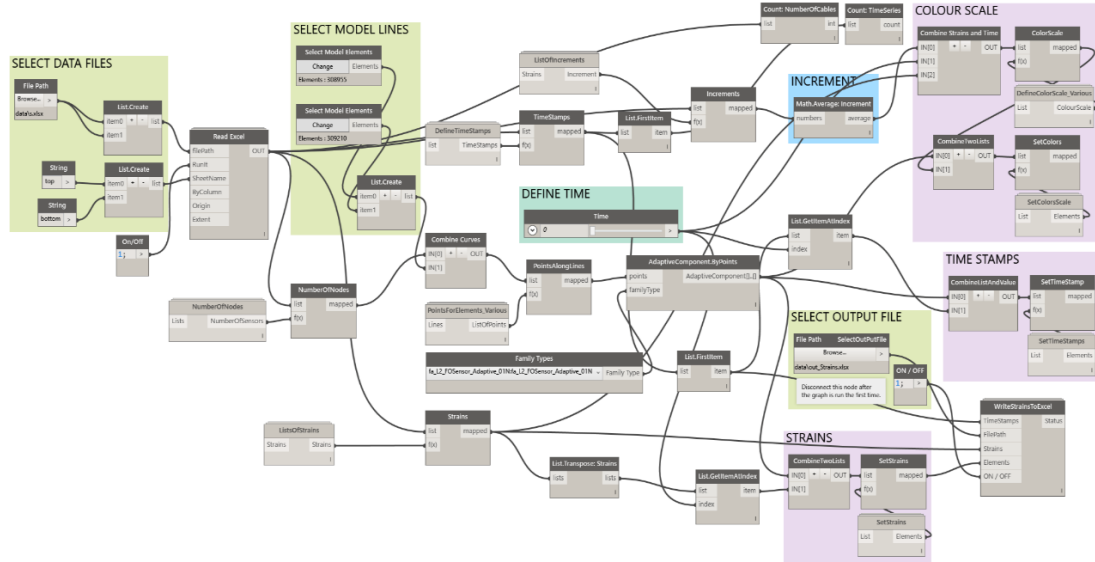 SELECT DATA FILES
File Path
Browse... >
data\s.xlsx
List.Create
item0 + - list
item1
String
top >
String
bottom >
List.Create
item0 + - list
item1
On/Off
1; >
Read Excel
filePath OUT
RunIt
SheetName
ByColumn
Origin
Extent
SELECT MODEL LINES
Select Model Elements
Change Elements
Elements : 308955
Select Model Elements
Change Elements
Elements : 309210
List.Create
item0 + - list
item1
NumberOfNodes
Lists NumberOfSensors
NumberOfNodes
list mapped
f(x)
Combine Curves
IN[0] + - OUT
IN[1]
PointsForElements_Various
Lines ListOfPoints
PointsAlongLines
list mapped
f(x)
Family Types
fa_L2_FOSensor_Adaptive_01N:fa_L2_FOSensor_Adaptive_01N Family Type
ListsOfStrains
Strains Strains
Strains
list mapped
f(x)
ListOfIncrements
Strains Increment
DefineTimeStamps
list TimeStamps
TimeStamps
list mapped
f(x)
List.FirstItem
list item
Increments
list mapped
f(x)
Count: NumberOfCables
list int
Count: TimeSeries
list count
INCREMENT
Math.Average: Increment
numbers average
DEFINE TIME
Time
0 >
AdaptiveComponent.ByPoints
points AdaptiveComponent[]..[]
familyType
List.GetItemAtIndex
list item
index
List.FirstItem
list item
List.Transpose: Strains
lists lists
List.GetItemAtIndex
list item
index
COLOUR SCALE
Combine Strains and Time
IN[0] + - OUT
IN[1]
IN[2]
ColorScale
list mapped
f(x)
DefineColorScale_Various
List ColourScale
CombineTwoLists
IN[0] + - OUT
IN[1]
SetColors
list mapped
f(x)
SetColorsScale
List Elements
TIME STAMPS
CombineListAndValue
IN[0] + - OUT
IN[1]
SetTimeStamp
list mapped
f(x)
SetTimeStamps
List Elements
SELECT OUTPUT FILE
File Path SelectOutPutFile
Browse... >
data\out_Strains.xlsx
Disconnect this node after
the graph is run the first time.
ON / OFF
1; >
WriteStrainsToExcel
TimeStamps Status
FilePath
Strains
Elements
ON / OFF
STRAINS
CombineTwoLists
IN[0] + - OUT
IN[1]
SetStrains
list mapped
f(x)
SetStrains
List Elements